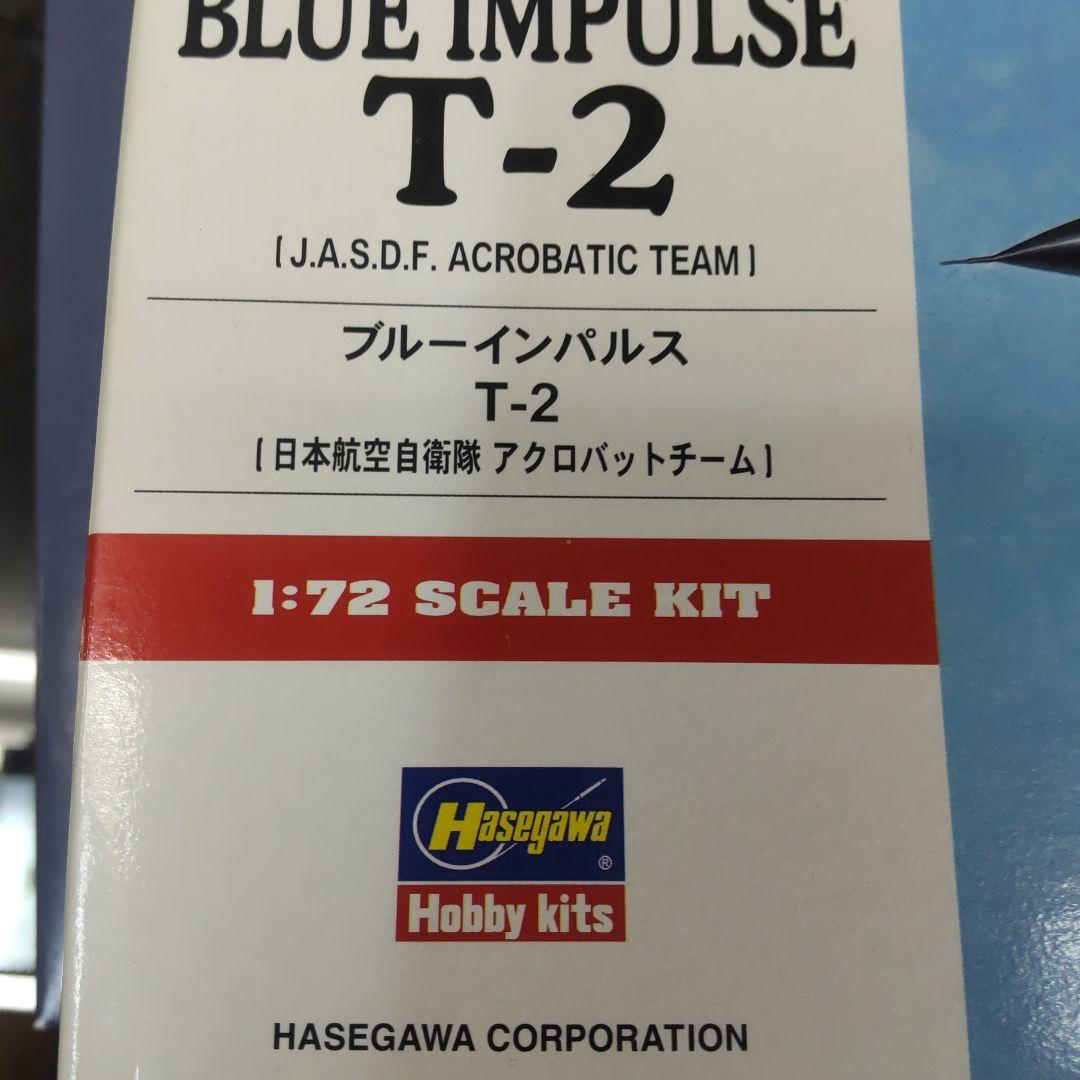 BLUE IMPULSE
T-2
[J.A.S.D.F. ACROBATIC TEAM]
ブルーインパルス
T-2
[日本航空自衛隊 アクロバットチーム]
1:72 SCALE KIT
Hasegawa
®
Hobby kits
HASEGAWA CORPORATION